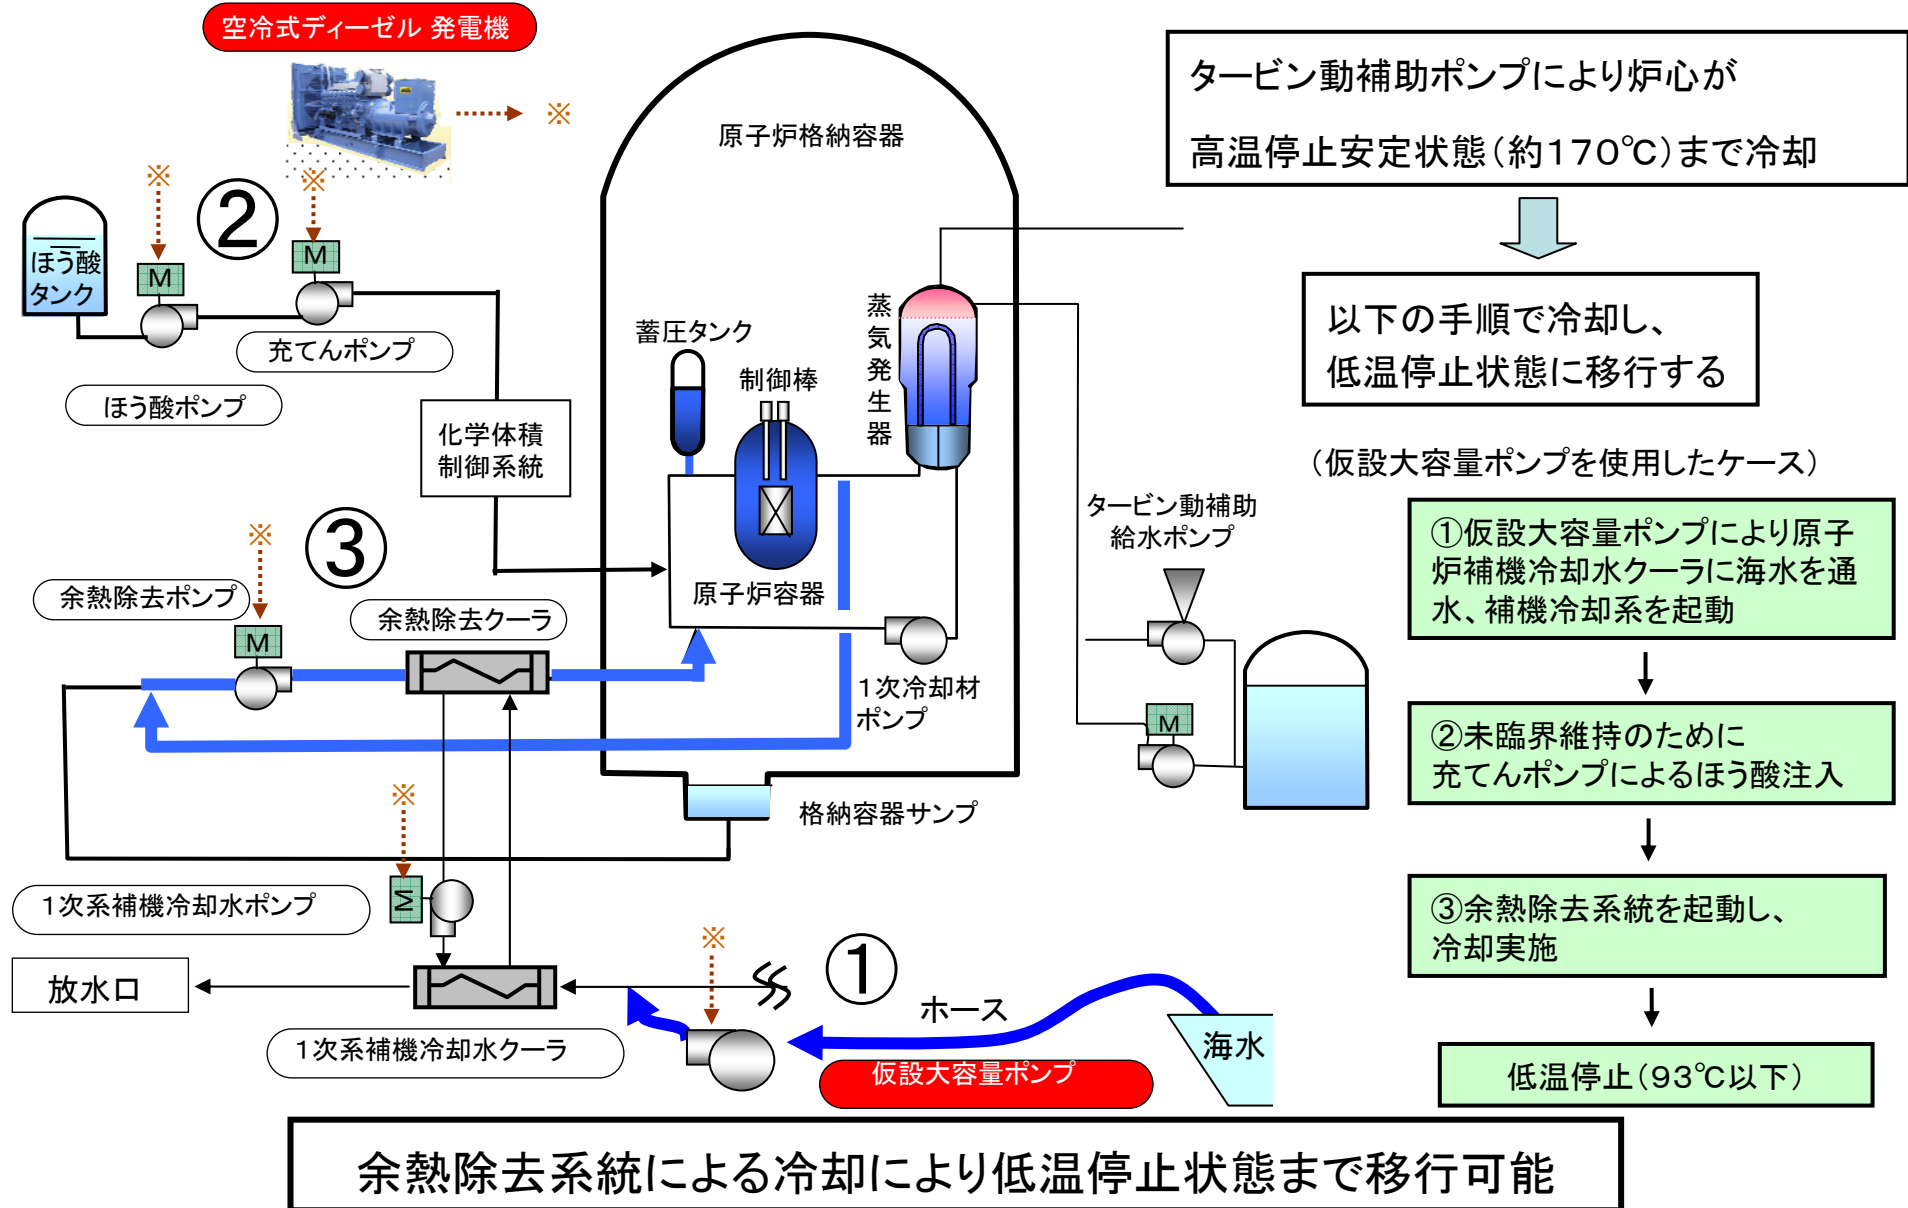 空冷式ディーゼル 発電機
※
※
※
②
M
M
ほう酸
タンク
充てんポンプ
ほう酸ポンプ
化学体積
制御系統
原子炉格納容器
蓄圧タンク
制御棒
蒸気発生器
原子炉容器
1次冷却材
ポンプ
格納容器サンプ
※
③
余熱除去ポンプ
M
余熱除去クーラ
タービン動補助
給水ポンプ
M
※
M
1次系補機冷却水ポンプ
放水口
1次系補機冷却水クーラ
※
①
ホース
海水
仮設大容量ポンプ
タービン動補助ポンプにより炉心が
高温停止安定状態(約170℃)まで冷却
以下の手順で冷却し、
低温停止状態に移行する
(仮設大容量ポンプを使用したケース)
①仮設大容量ポンプにより原子
炉補機冷却水クーラに海水を通
水、補機冷却系を起動
②未臨界維持のために
充てんポンプによるほう酸注入
③余熱除去系統を起動し、
冷却実施
低温停止(93℃以下)
余熱除去系統による冷却により低温停止状態まで移行可能